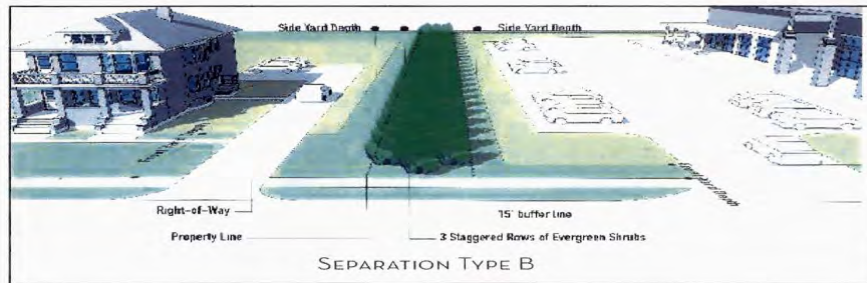 Side Yard Depth
Side Yard Depth
Right-of-Way
15' buffer line
Property Line
3 Staggered Rows of Evergreen Shrubs
SEPARATION TYPE B